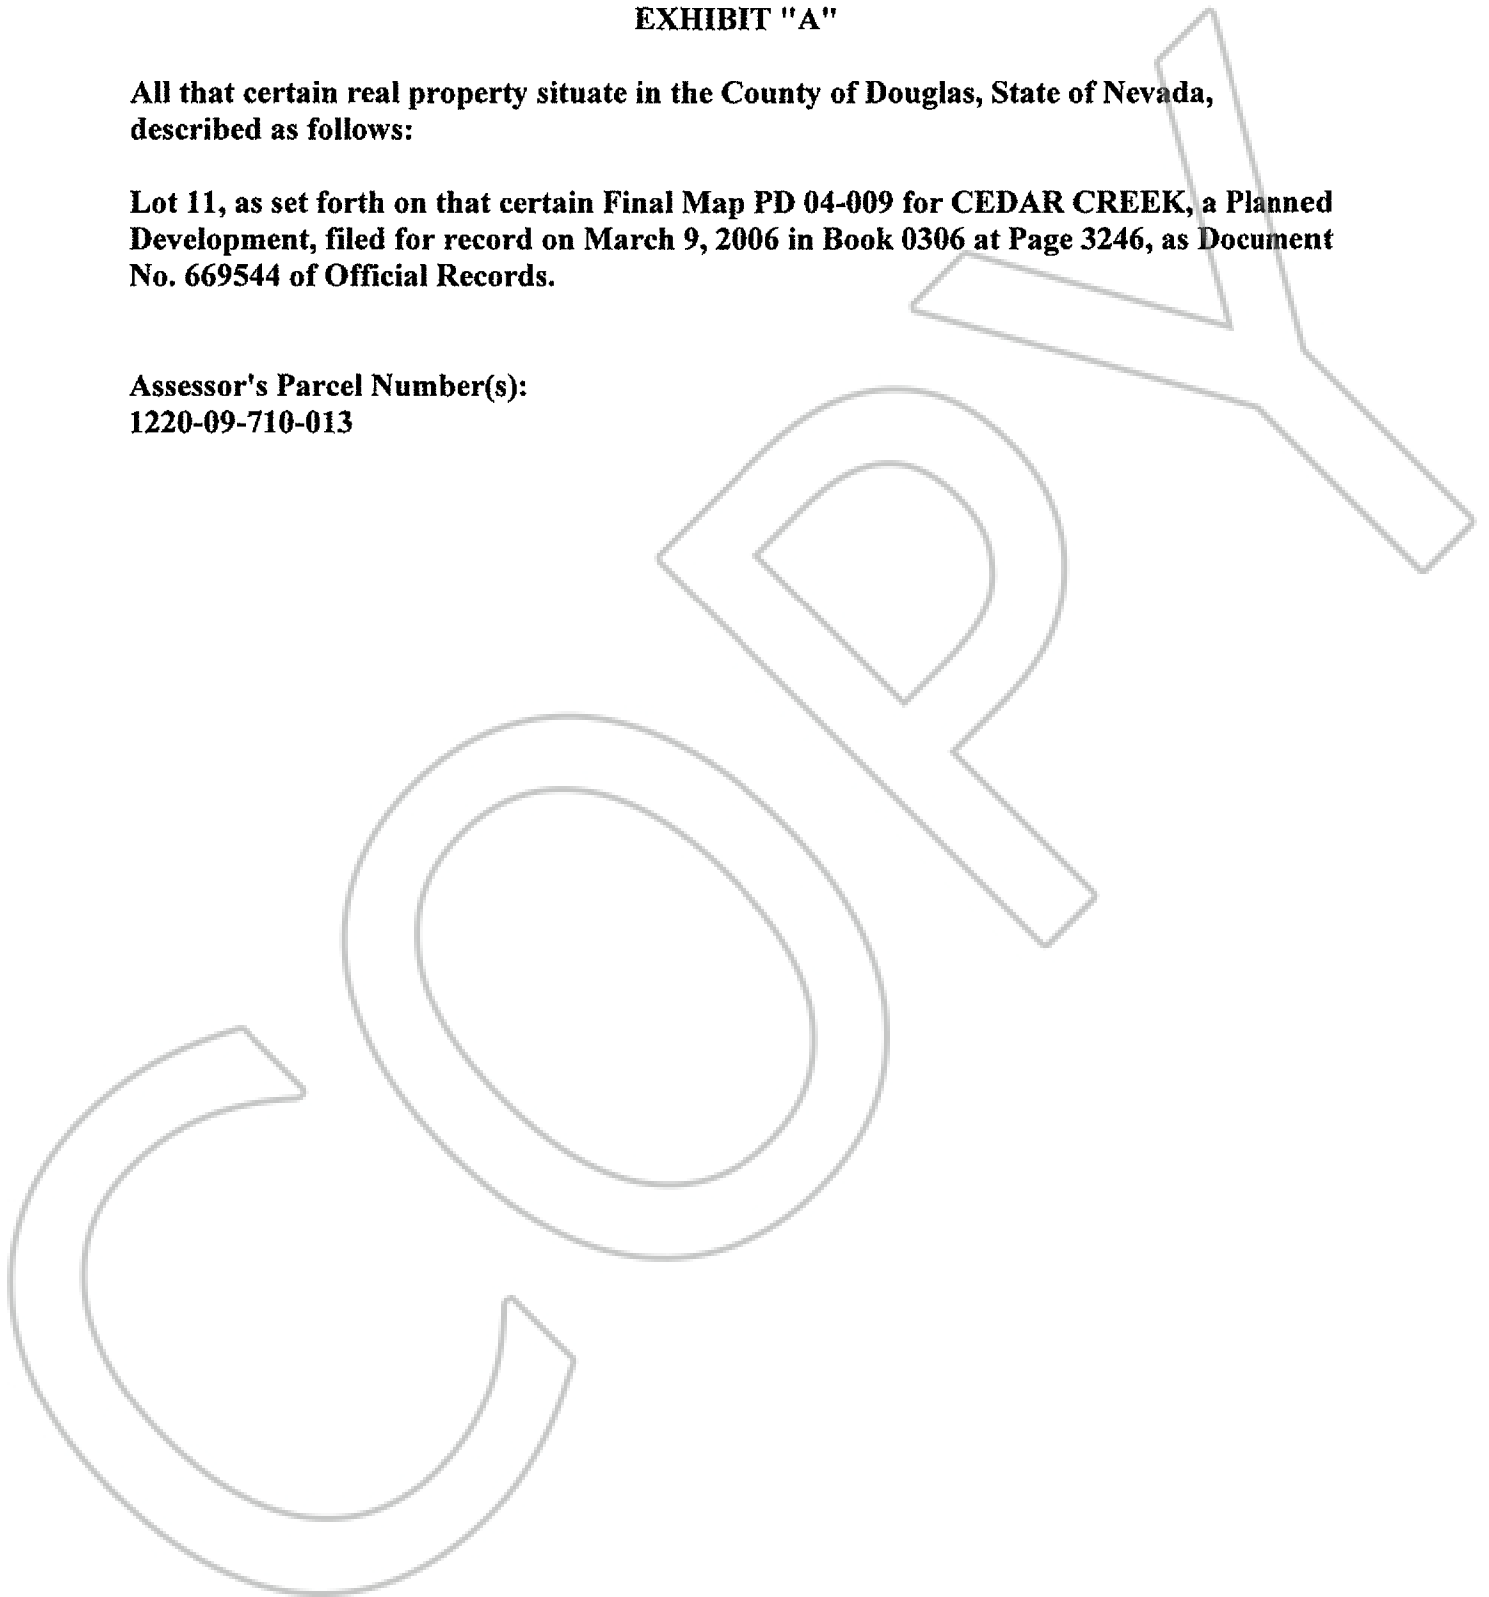 EXHIBIT "A"
All that certain real property situate in the County of Douglas, State of Nevada,
described as follows:
Lot 11, as set forth on that certain Final Map PD 04-009 for CEDAR CREEK, a Planned
Development, filed for record on March 9, 2006 in Book 0306 at Page 3246, as Document
No. 669544 of Official Records.
Assessor's Parcel Number(s):
1220-09-710-013
COPY